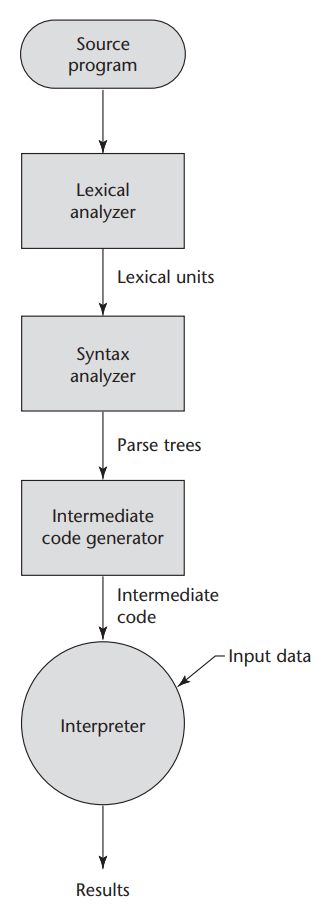 Source
program
Lexical
analyzer
Lexical units
Syntax
analyzer
Parse trees
Intermediate
code generator
Intermediate
code
Input data
Interpreter
Results